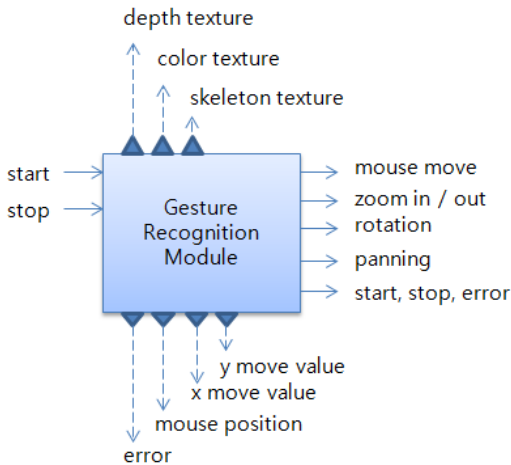 depth texture
color texture
skeleton texture
start
stop
Gesture
Recognition
Module
mouse move
zoom in / out
rotation
panning
start, stop, error
y move value
x move value
mouse position
error